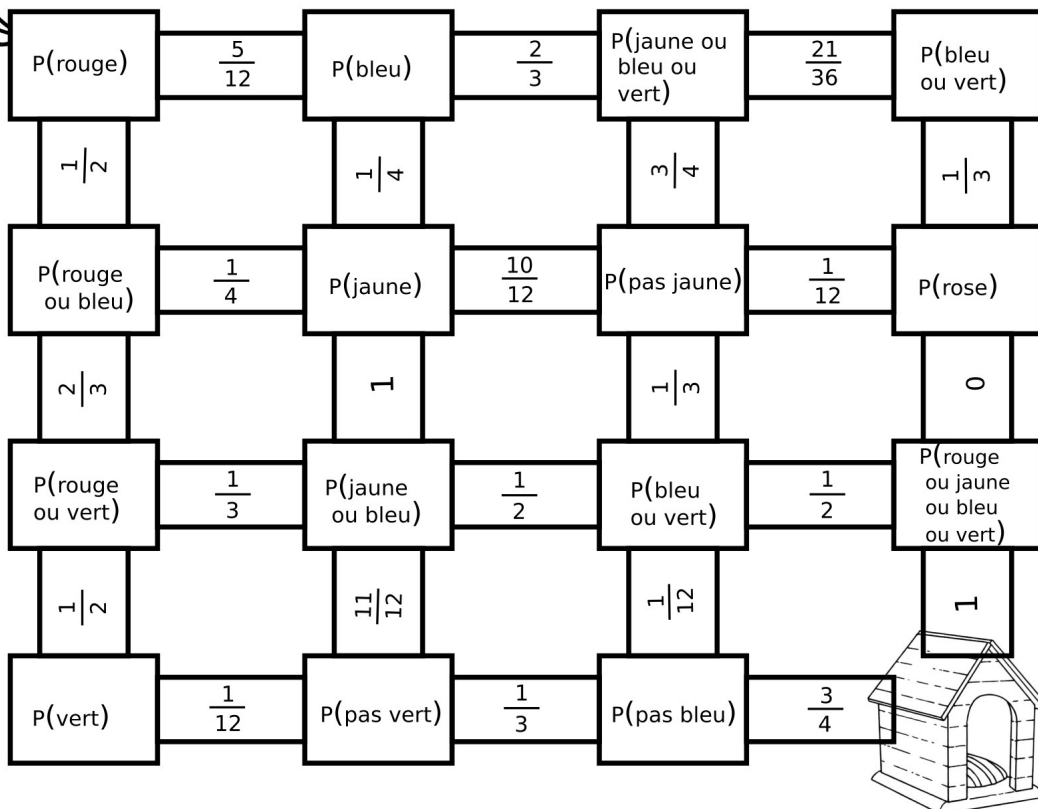 P(rouge)
5
12
P(bleu)
2
3
P(jaune ou
bleu ou
vert)
21
36
P(bleu
ou vert)
1
2
1
4
3
4
1
3
P(rouge
ou bleu)
1
4
P(jaune)
10
12
P(pas jaune)
1
12
P(rose)
2
3
1
1
3
0
P(rouge
ou vert)
1
3
P(jaune
ou bleu)
1
2
P(bleu
ou vert)
1
2
P(rouge
ou jaune
ou bleu
ou vert)
1
2
11
12
1
12
1
P(vert)
1
12
P(pas vert)
1
3
P(pas bleu)
3
4